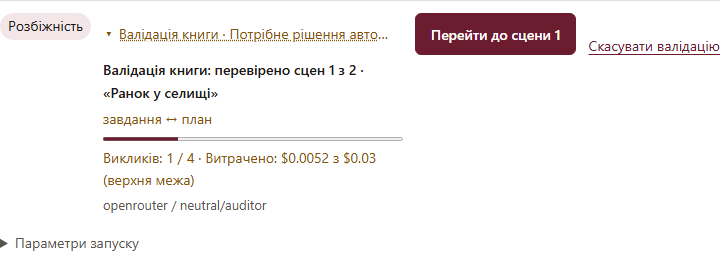 Розбіжність
▾ Валідація книги · Потрібне рішення авто...
Перейти до сцени 1
Скасувати валідацію
Валідація книги: перевірено сцен 1 з 2 ·
«Ранок у селищі»
завдання ↔ план
Викликів: 1 / 4 · Витрачено: $0.0052 з $0.03
(верхня межа)
openrouter / neutral/auditor
▶ Параметри запуску